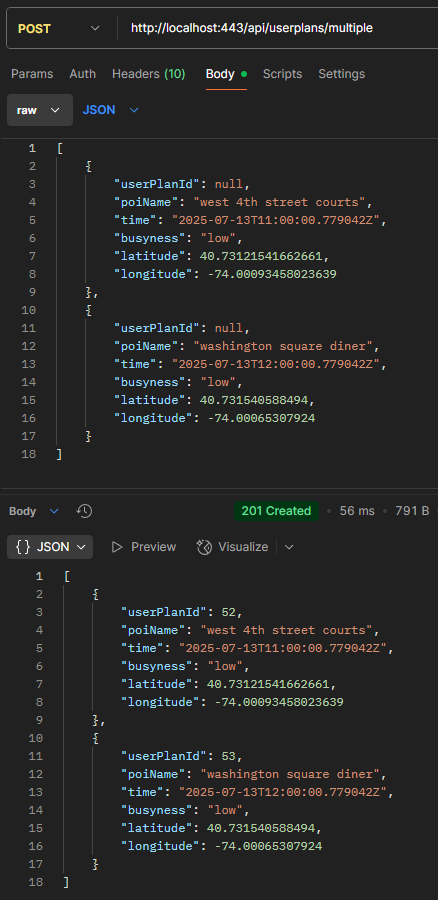 POST http://localhost:443/api/userplans/multiple
Params Auth Headers (10) Body Scripts Settings
raw JSON
1 [
2 {
3 "userPlanId": null,
4 "poiName": "west 4th street courts",
5 "time": "2025-07-13T11:00:00.779042Z",
6 "busyness": "low",
7 "latitude": 40.73121541662661,
8 "longitude": -74.00093458023639
9 },
10 {
11 "userPlanId": null,
12 "poiName": "washington square diner",
13 "time": "2025-07-13T12:00:00.779042Z",
14 "busyness": "low",
15 "latitude": 40.731540588494,
16 "longitude": -74.00065307924
17 }
18 ]
Body 201 Created • 56 ms • 791 B
{} JSON Preview Visualize
1 [
2 {
3 "userPlanId": 52,
4 "poiName": "west 4th street courts",
5 "time": "2025-07-13T11:00:00.779042Z",
6 "busyness": "low",
7 "latitude": 40.73121541662661,
8 "longitude": -74.00093458023639
9 },
10 {
11 "userPlanId": 53,
12 "poiName": "washington square diner",
13 "time": "2025-07-13T12:00:00.779042Z",
14 "busyness": "low",
15 "latitude": 40.731540588494,
16 "longitude": -74.00065307924
17 }
18 ]